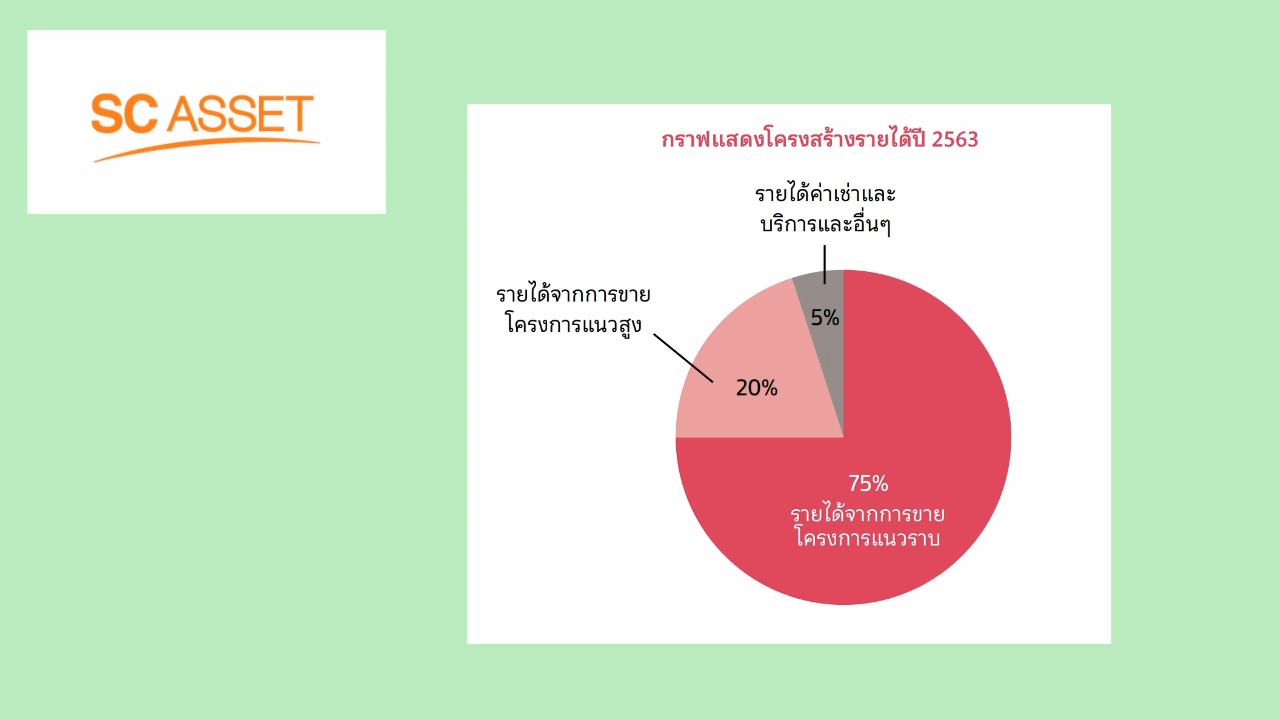 SC ASSET
กราฟแสดงโครงสร้างรายได้ปี 2563
รายได้ค่าเช่าและ
บริการและอื่นๆ
รายได้จากการขาย
โครงการแนวสูง
5%
20%
75%
รายได้จากการขาย
โครงการแนวราบ